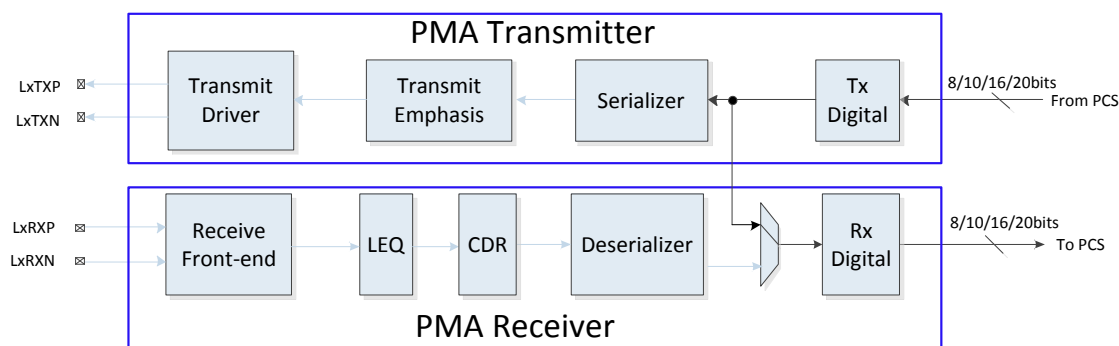 PMA Transmitter
LxTXP
LxTXN
Transmit
Driver
Transmit
Emphasis
Serializer
Tx
Digital
8/10/16/20bits
From PCS
LxRXP
LxRXN
Receive
Front-end
LEQ
CDR
Deserializer
Rx
Digital
8/10/16/20bits
To PCS
PMA Receiver